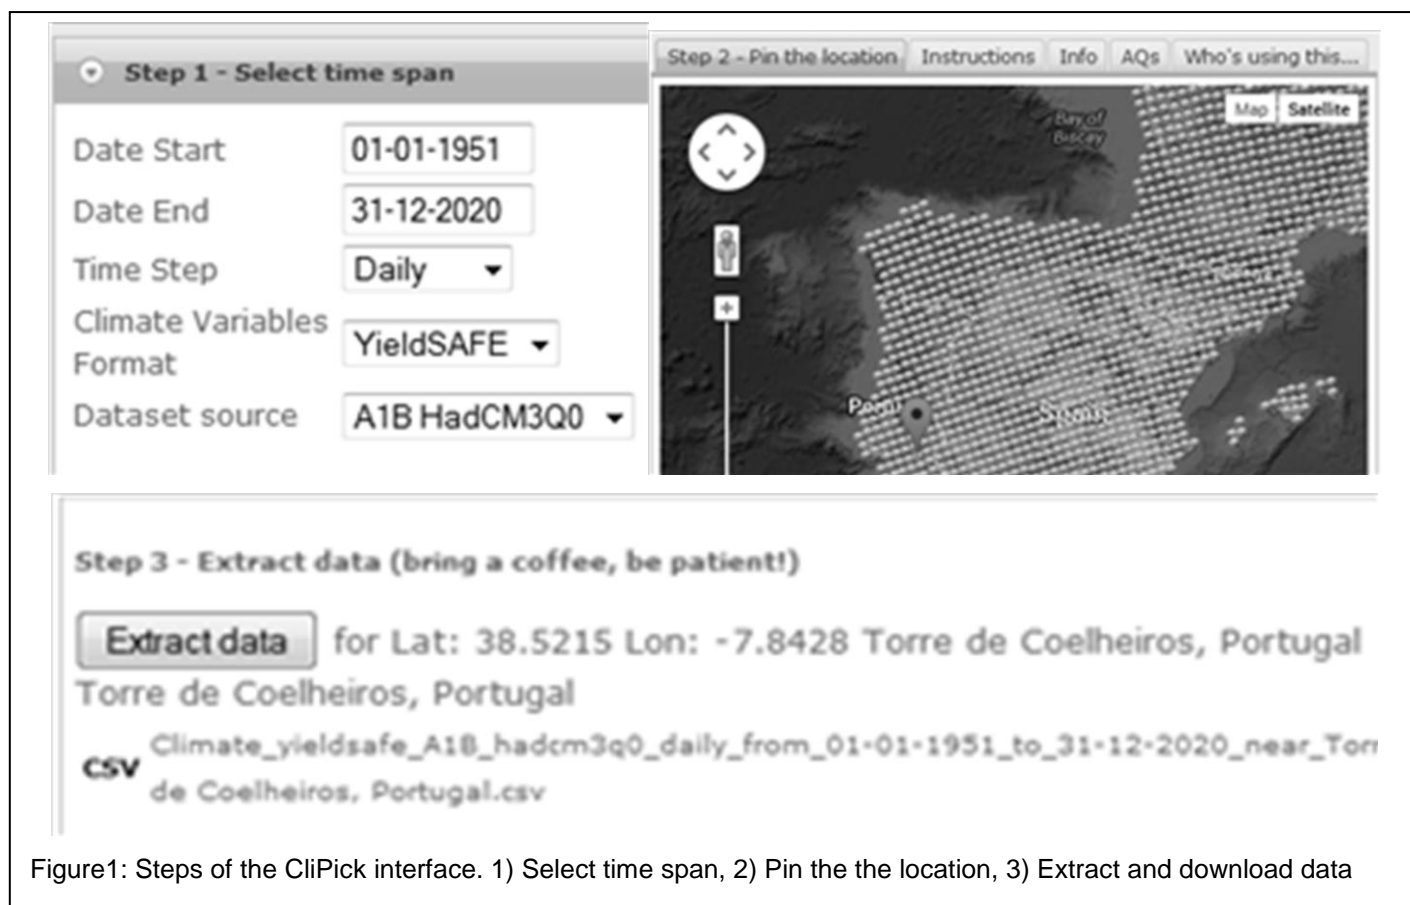 Step 1 - Select time span
Date Start 01-01-1951
Date End 31-12-2020
Time Step Daily
Climate Variables
Format YieldSAFE
Dataset source A1B HadCM3Q0
Step 2 - Pin the location Instructions Info AQs Who's using this...
Map Satellite
Bay of
Biscay
Spain
+
Step 3 - Extract data (bring a coffee, be patient!)
Extract data for Lat: 38.5215 Lon: -7.8428 Torre de Coelheiros, Portugal
Torre de Coelheiros, Portugal
csv Climate_yieldsafe_A1B_hadcm3q0_daily_from_01-01-1951_to_31-12-2020_near_Torr
de Coelheiros, Portugal.csv
Figure1: Steps of the CliPick interface. 1) Select time span, 2) Pin the the location, 3) Extract and download data